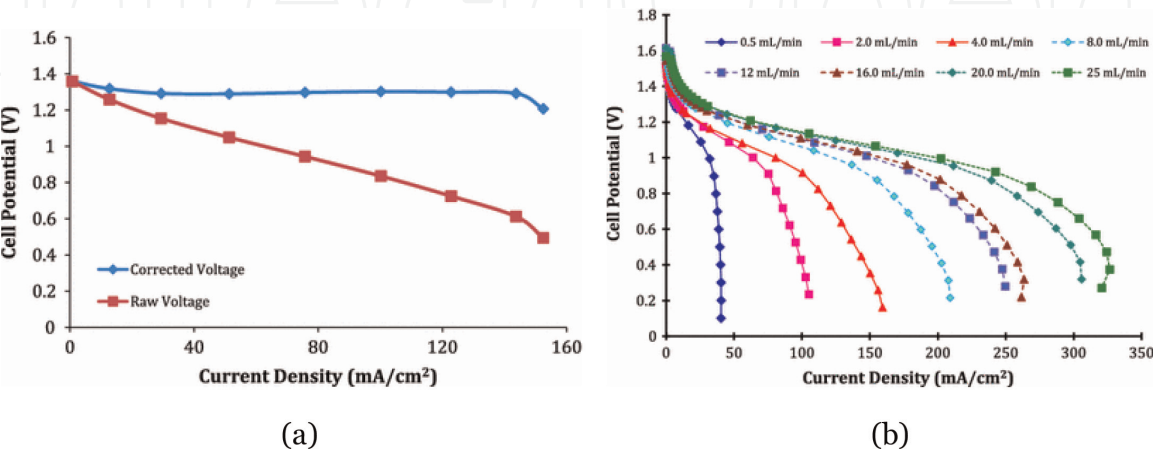 1.6
1.4
1.2
1
0.8
0.6
0.4
0.2
0
Cell Potential (V)
Corrected Voltage
Raw Voltage
0 40 80 120 160
Current Density (mA/cm²)
(a)
1.8
1.6
1.4
1.2
1
0.8
0.6
0.4
0.2
0
Cell Potential (V)
0.5 mL/min 2.0 mL/min 4.0 mL/min 8.0 mL/min
12 mL/min 16.0 mL/min 20.0 mL/min 25 mL/min
0 50 100 150 200 250 300 350
Current Density (mA/cm²)
(b)